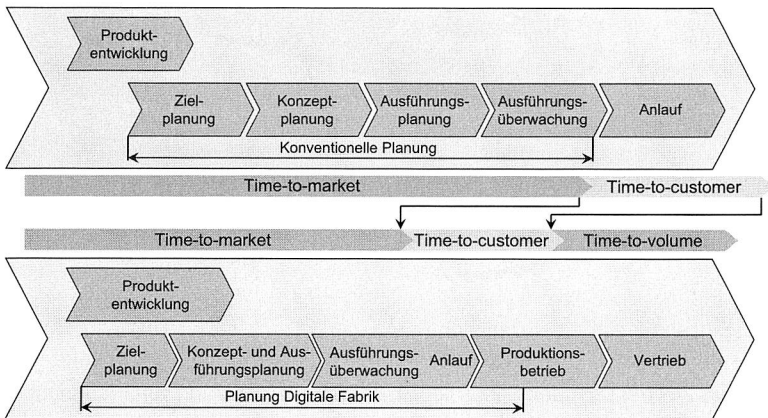 Produkt-
entwicklung
Ziel-
planung
Konzept-
planung
Ausführungs-
planung
Ausführungs-
überwachung
Anlauf
Konventionelle Planung
Time-to-market
Time-to-customer
Time-to-market
Time-to-customer
Time-to-volume
Produkt-
entwicklung
Ziel-
planung
Konzept- und Aus-
führungsplanung
Ausführungs-
überwachung
Anlauf
Produktions-
betrieb
Vertrieb
Planung Digitale Fabrik